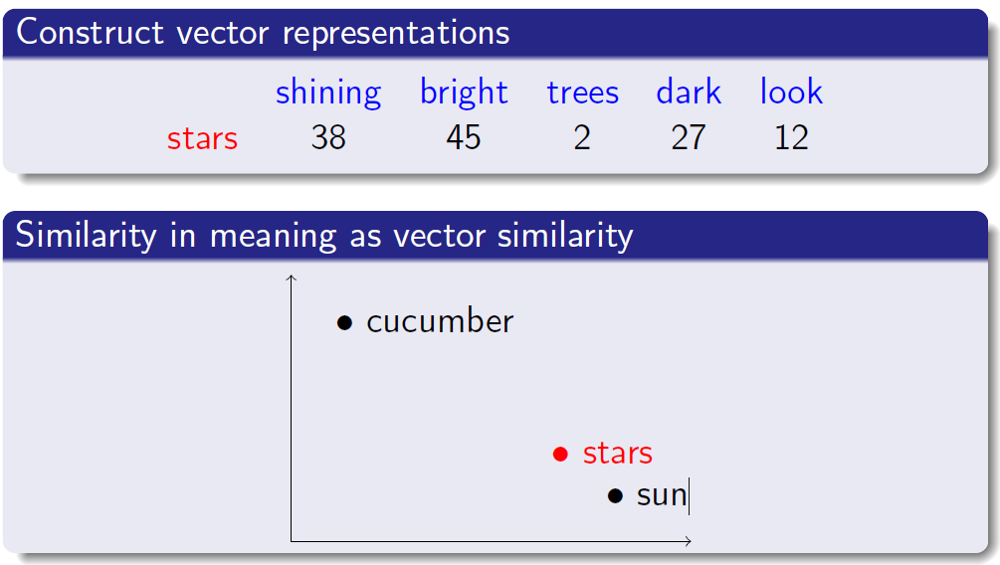 Construct vector representations
shining bright trees dark look
stars 38 45 2 27 12
Similarity in meaning as vector similarity
cucumber
stars
sun